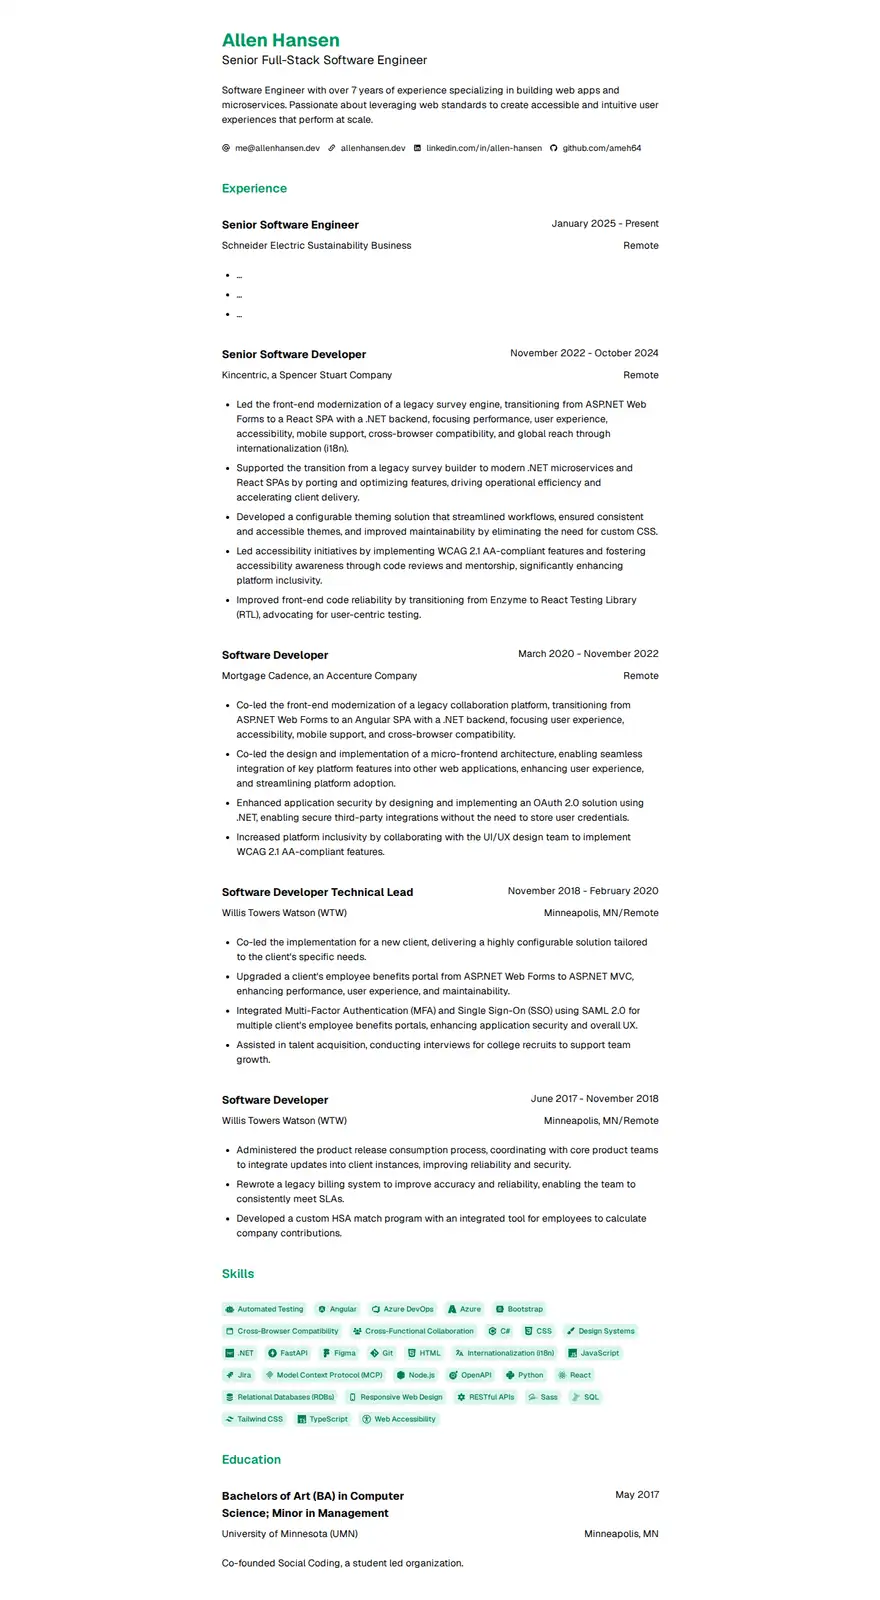 Allen Hansen
Senior Full-Stack Software Engineer
Software Engineer with over 7 years of experience specializing in building web apps and
microservices. Passionate about leveraging web standards to create accessible and intuitive user
experiences that perform at scale.
me@allenhansen.dev allenhansen.dev linkedin.com/in/allen-hansen github.com/ameh64
Experience
Senior Software Engineer January 2025 - Present
Schneider Electric Sustainability Business Remote
• ...
• ...
• ...
Senior Software Developer November 2022 - October 2024
Kincentric, a Spencer Stuart Company Remote
• Led the front-end modernization of a legacy survey engine, transitioning from ASP.NET Web
Forms to a React SPA with a .NET backend, focusing performance, user experience,
accessibility, mobile support, cross-browser compatibility, and global reach through
internationalization (i18n).
• Supported the transition from a legacy survey builder to modern .NET microservices and
React SPAs by porting and optimizing features, driving operational efficiency and
accelerating client delivery.
• Developed a configurable theming solution that streamlined workflows, ensured consistent
and accessible themes, and improved maintainability by eliminating the need for custom CSS.
• Led accessibility initiatives by implementing WCAG 2.1 AA-compliant features and fostering
accessibility awareness through code reviews and mentorship, significantly enhancing
platform inclusivity.
• Improved front-end code reliability by transitioning from Enzyme to React Testing Library
(RTL), advocating for user-centric testing.
Software Developer March 2020 - November 2022
Mortgage Cadence, an Accenture Company Remote
• Co-led the front-end modernization of a legacy collaboration platform, transitioning from
ASP.NET Web Forms to an Angular SPA with a .NET backend, focusing user experience,
accessibility, mobile support, and cross-browser compatibility.
• Co-led the design and implementation of a micro-frontend architecture, enabling seamless
integration of key platform features into other web applications, enhancing user experience,
and streamlining platform adoption.
• Enhanced application security by designing and implementing an OAuth 2.0 solution using
.NET, enabling secure third-party integrations without the need to store user credentials.
• Increased platform inclusivity by collaborating with the UI/UX design team to implement
WCAG 2.1 AA-compliant features.
Software Developer Technical Lead November 2018 - February 2020
Willis Towers Watson (WTW) Minneapolis, MN/Remote
• Co-led the implementation for a new client, delivering a highly configurable solution tailored
to the client's specific needs.
• Upgraded a client's employee benefits portal from ASP.NET Web Forms to ASP.NET MVC,
enhancing performance, user experience, and maintainability.
• Integrated Multi-Factor Authentication (MFA) and Single Sign-On (SSO) using SAML 2.0 for
multiple client's employee benefits portals, enhancing application security and overall UX.
• Assisted in talent acquisition, conducting interviews for college recruits to support team
growth.
Software Developer June 2017 - November 2018
Willis Towers Watson (WTW) Minneapolis, MN/Remote
• Administered the product release consumption process, coordinating with core product teams
to integrate updates into client instances, improving reliability and security.
• Rewrote a legacy billing system to improve accuracy and reliability, enabling the team to
consistently meet SLAs.
• Developed a custom HSA match program with an integrated tool for employees to calculate
company contributions.
Skills
Automated Testing Angular Azure DevOps Azure Bootstrap
Cross-Browser Compatibility Cross-Functional Collaboration C# CSS Design Systems
.NET FastAPI Figma Git HTML Internationalization (i18n) JavaScript
Jira Model Context Protocol (MCP) Node.js OpenAPI Python React
Relational Databases (RDBs) Responsive Web Design RESTful APIs Sass SQL
Tailwind CSS TypeScript Web Accessibility
Education
Bachelors of Art (BA) in Computer May 2017
Science; Minor in Management
University of Minnesota (UMN) Minneapolis, MN
Co-founded Social Coding, a student led organization.